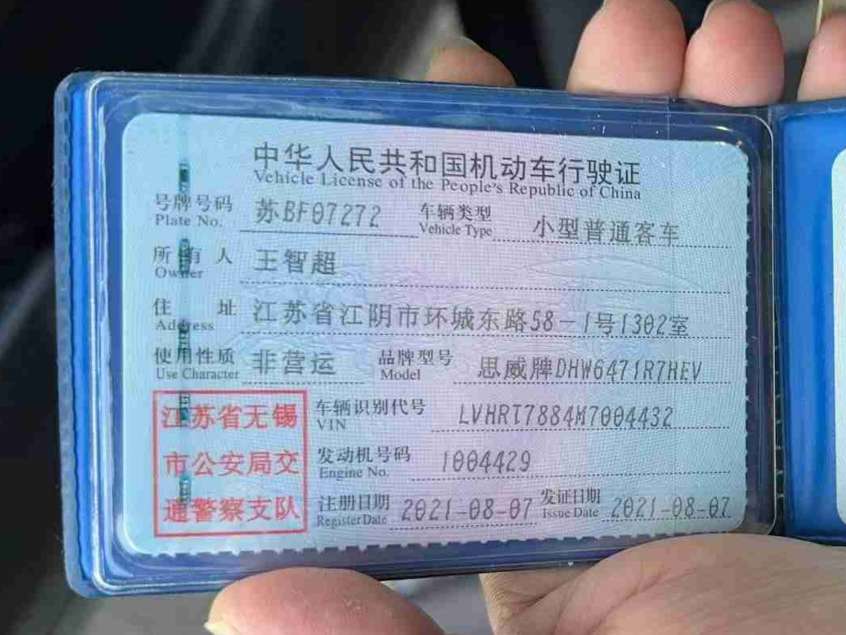 中华人民共和国机动车行驶证
Vehicle License of the People's Republic of China
号牌号码 苏BF07272 车辆类型 小型普通客车
Plate No. Vehicle Type
所有人 王智超
Owner
住址 江苏省江阴市环城东路58-1号1302室
Address
使用性质 非营运 品牌型号 思威牌DHW6471R7HEV
Use Character Model
江苏省无锡 车辆识别代号 LVHRT7884M7004432
VIN
市公安局交 发动机号码 1004429
Engine No.
通警察支队 注册日期 2021-08-07 发证日期 2021-08-07
Register Date Issue Date